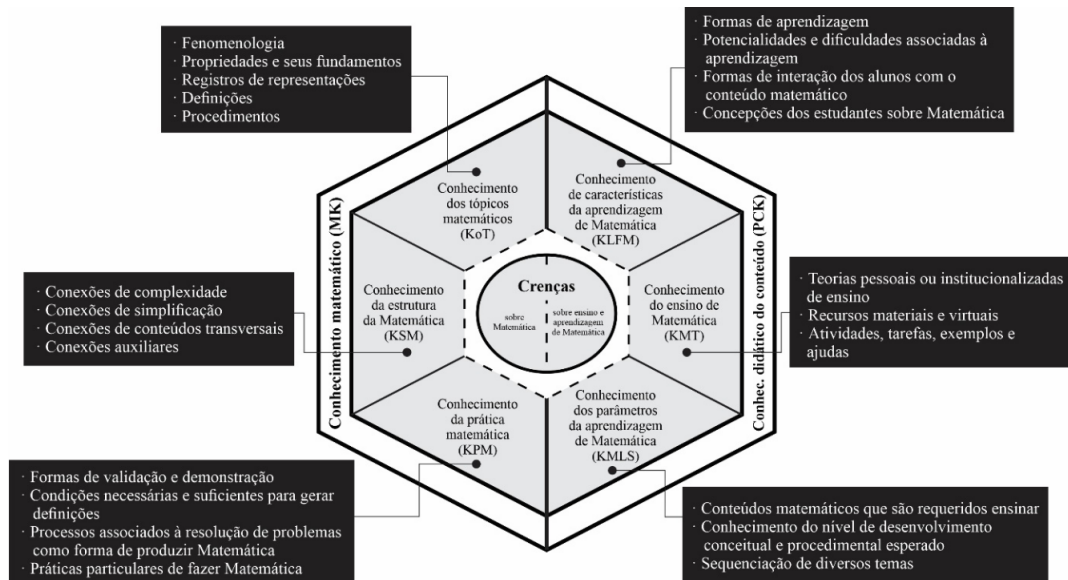 · Fenomenologia
· Propriedades e seus fundamentos
· Registros de representações
· Definições
· Procedimentos
· Formas de aprendizagem
· Potencialidades e dificuldades associadas à
aprendizagem
· Formas de interação dos alunos com o
conteúdo matemático
· Concepções dos estudantes sobre Matemática
Conhecimento matemático (MK)
Conhec. didático do conteúdo (PCK)
Conhecimento
dos tópicos
matemáticos
(KoT)
Conhecimento
de características
da aprendizagem
de Matemática
(KLFM)
· Conexões de complexidade
· Conexões de simplificação
· Conexões de conteúdos transversais
· Conexões auxiliares
Conhecimento
da estrutura
da Matemática
(KSM)
Crenças
sobre
Matemática
sobre ensino e
aprendizagem
de Matemática
Conhecimento
do ensino de
Matemática
(KMT)
· Teorias pessoais ou institucionalizadas
de ensino
· Recursos materiais e virtuais
· Atividades, tarefas, exemplos e
ajudas
Conhecimento
da prática
matemática
(KPM)
Conhecimento
dos parâmetros
da aprendizagem
de Matemática
(KMLS)
· Formas de validação e demonstração
· Condições necessárias e suficientes para gerar
definições
· Processos associados à resolução de problemas
como forma de produzir Matemática
· Práticas particulares de fazer Matemática
· Conteúdos matemáticos que são requeridos ensinar
· Conhecimento do nível de desenvolvimento
conceitual e procedimental esperado
· Sequenciação de diversos temas